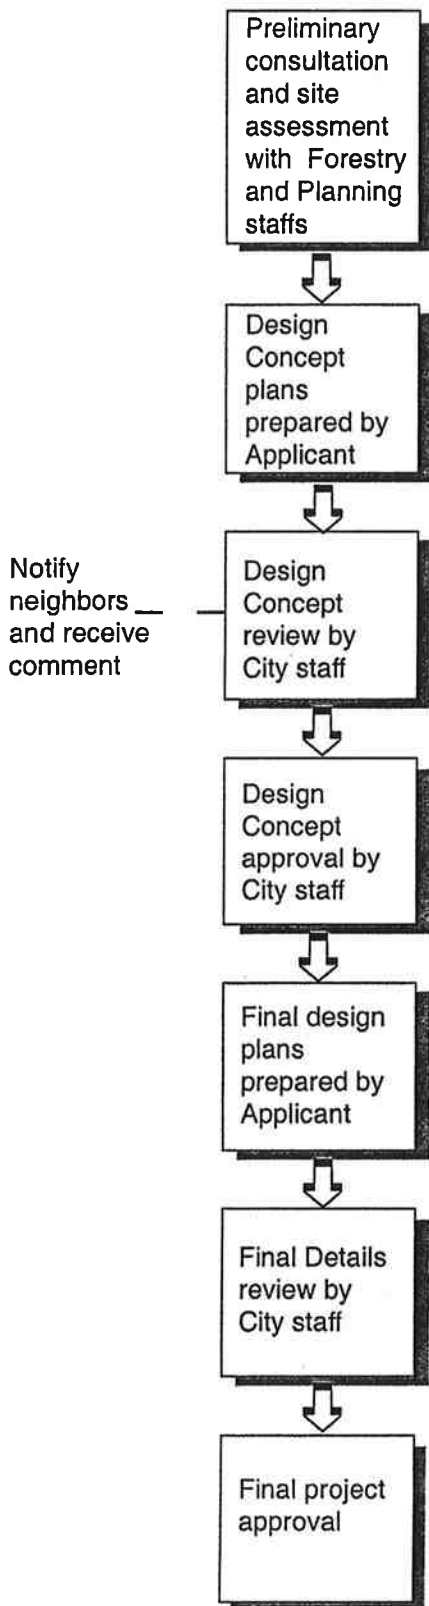 Preliminary
consultation
and site
assessment
with Forestry
and Planning
staffs
Design
Concept
plans
prepared by
Applicant
Notify
neighbors
and receive
comment
Design
Concept
review by
City staff
Design
Concept
approval by
City staff
Final design
plans
prepared by
Applicant
Final Details
review by
City staff
Final project
approval